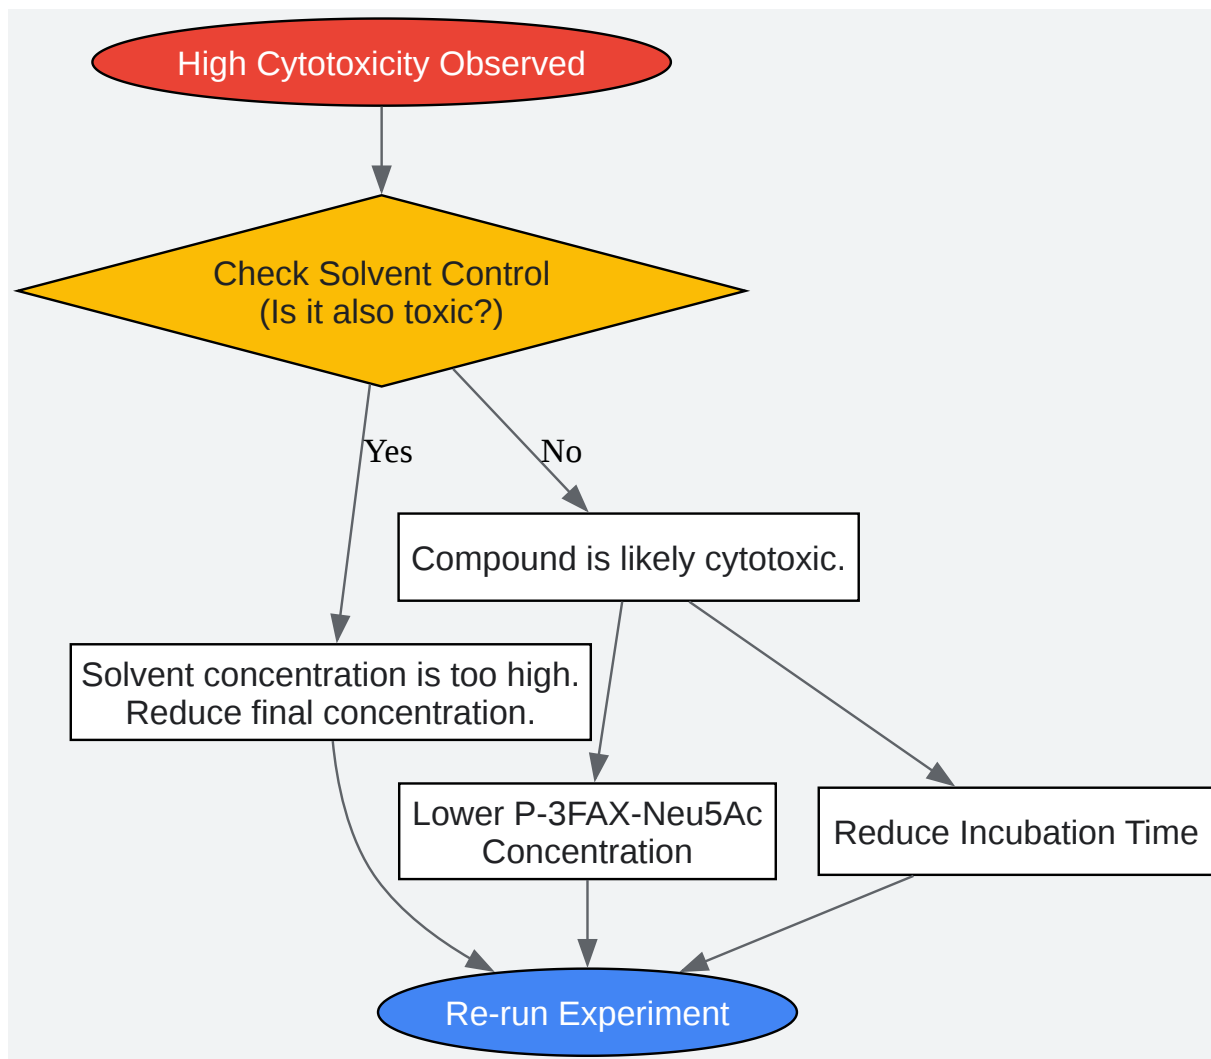 High Cytotoxicity Observed
Check Solvent Control
(Is it also toxic?)
Yes
No
Compound is likely cytotoxic.
Solvent concentration is too high.
Reduce final concentration.
Lower P-3FAX-Neu5Ac
Concentration
Reduce Incubation Time
Re-run Experiment